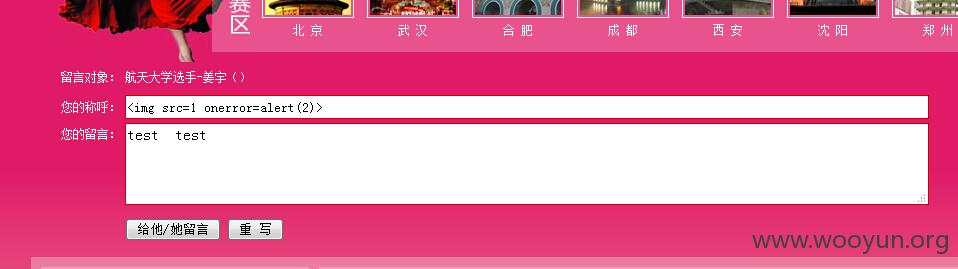 赛区
北京 武汉 合肥 成都 西安 沈阳 郑州
留言对象： 航天大学选手-姜宇（）
您的称呼： <img src=1 onerror=alert(2)>
您的留言： test  test
给他/她留言 重 写
www.wooyun.org